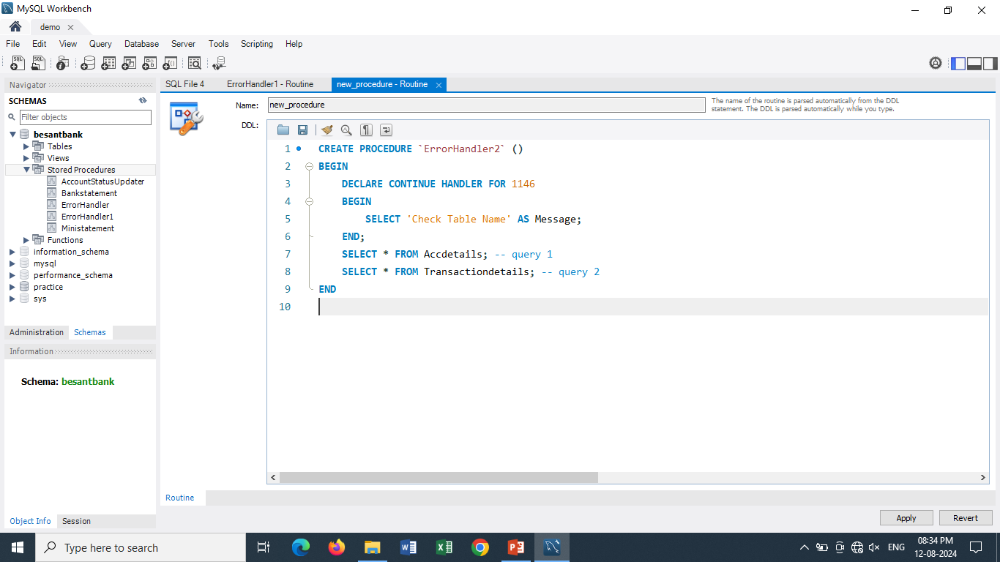 MySQL Workbench
demo
File Edit View Query Database Server Tools Scripting Help
Navigator
SCHEMAS
Filter objects
besantbank
Tables
Views
Stored Procedures
AccountStatusUpdater
Bankstatement
ErrorHandler
ErrorHandler1
Ministatement
Functions
information_schema
mysql
performance_schema
practice
sys
Administration Schemas
Information
Schema: besantbank
Object Info Session
SQL File 4 ErrorHandler1 - Routine new_procedure - Routine
Name: new_procedure
The name of the routine is parsed automatically from the DDL
statement. The DDL is parsed automatically while you type.
DDL:
1 CREATE PROCEDURE `ErrorHandler2` ()
2 BEGIN
3 DECLARE CONTINUE HANDLER FOR 1146
4 BEGIN
5 SELECT 'Check Table Name' AS Message;
6 END;
7 SELECT * FROM Accdetails; -- query 1
8 SELECT * FROM Transactiondetails; -- query 2
9 END
10
Routine
Apply Revert
Type here to search
ENG
08:34 PM
12-08-2024